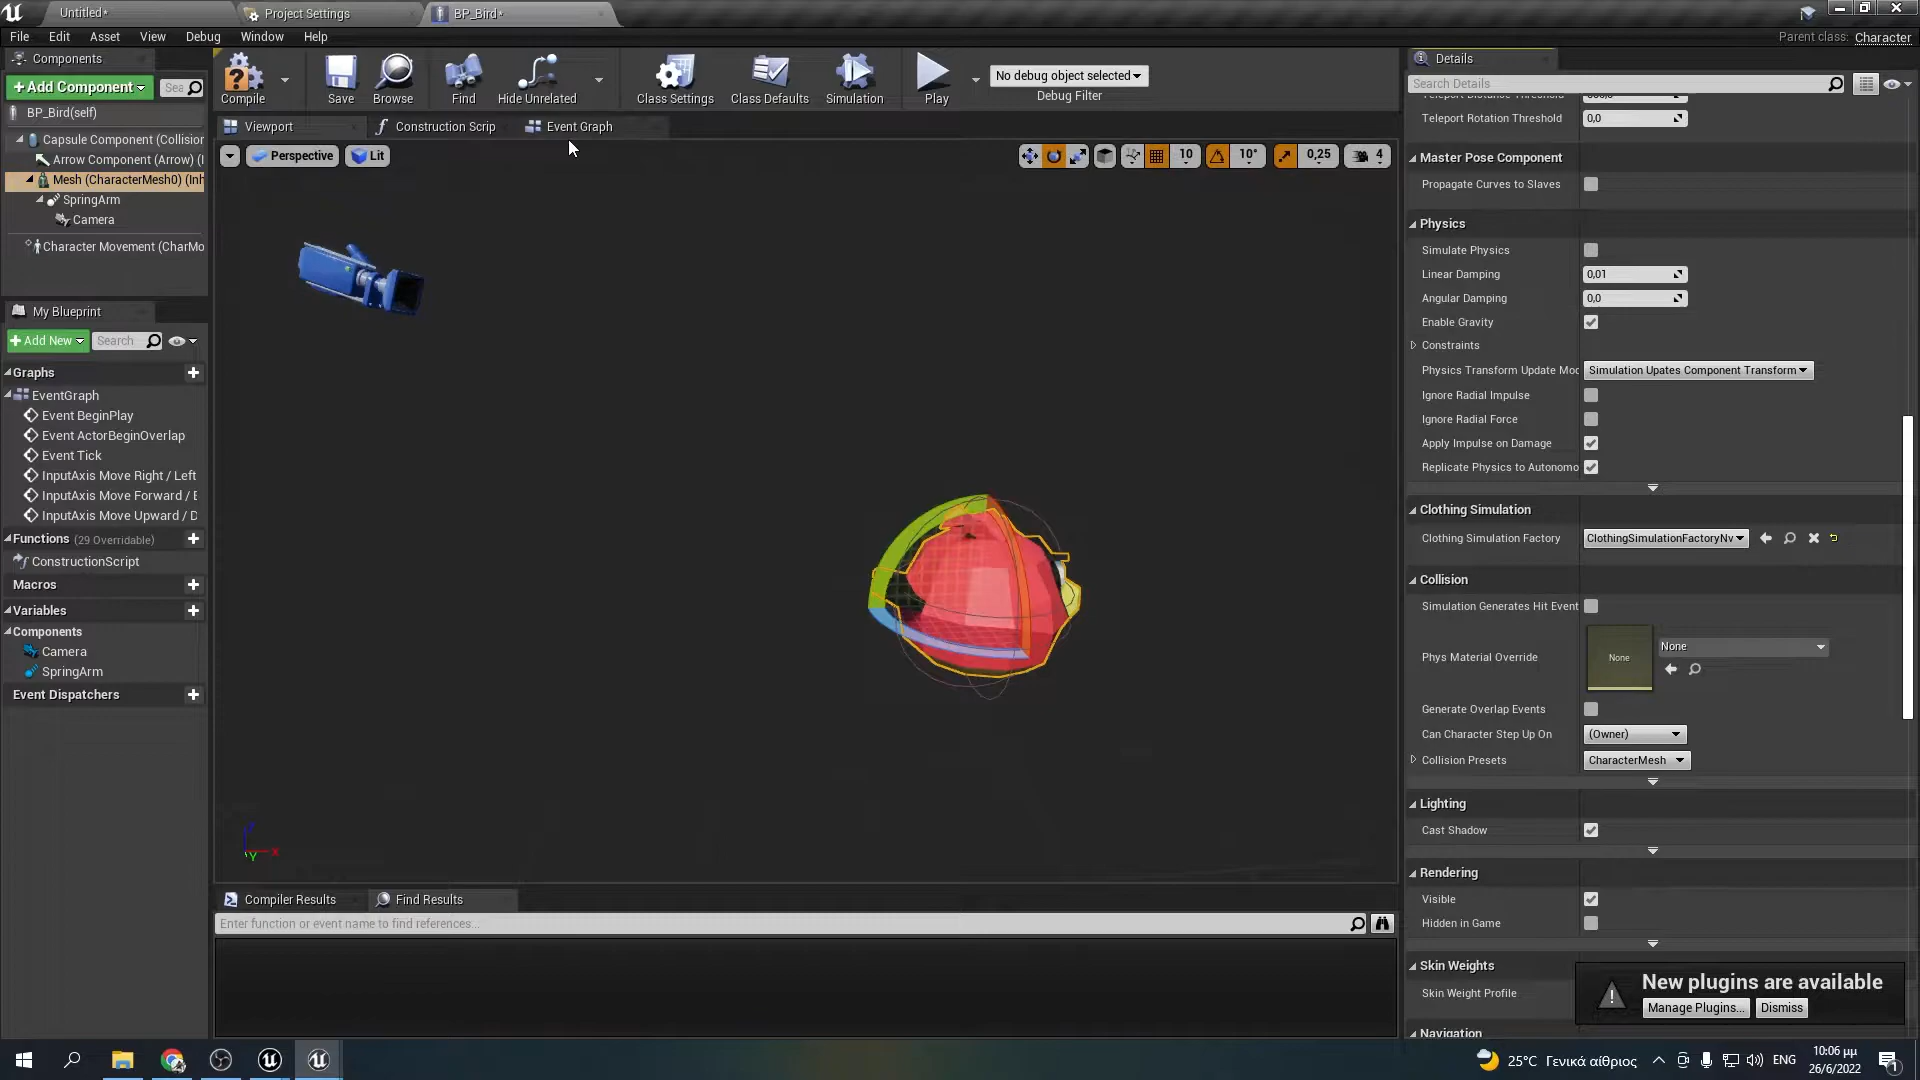 Untitled*
Project Settings
BP_Bird*
File Edit Asset View Debug Window Help
Parent class: Character
Components
+Add Component
Sea
BP_Bird(self)
Capsule Component (Collision
Arrow Component (Arrow) (I
Mesh (CharacterMesh0) (Inh
SpringArm
Camera
Character Movement (CharMo
Compile
Save
Browse
Find
Hide Unrelated
Class Settings
Class Defaults
Simulation
Play
No debug object selected
Debug Filter
Viewport
Construction Scrip
Event Graph
Perspective
Lit
10
10°
0,25
4
My Blueprint
+Add New
Search
Graphs
EventGraph
Event BeginPlay
Event ActorBeginOverlap
Event Tick
InputAxis Move Right / Left
InputAxis Move Forward / E
InputAxis Move Upward / D
Functions (29 Overridable)
ConstructionScript
Macros
Variables
Components
Camera
SpringArm
Event Dispatchers
X
Y
Compiler Results
Find Results
Enter function or event name to find references...
Details
Search Details
Teleport Rotation Threshold 0,0
Master Pose Component
Propagate Curves to Slaves
Physics
Simulate Physics
Linear Damping 0,01
Angular Damping 0,0
Enable Gravity
Constraints
Physics Transform Update Moc Simulation Upates Component Transform
Ignore Radial Impulse
Ignore Radial Force
Apply Impulse on Damage
Replicate Physics to Autonomo
Clothing Simulation
Clothing Simulation Factory ClothingSimulationFactoryNv
Collision
Simulation Generates Hit Event
Phys Material Override None None
Generate Overlap Events
Can Character Step Up On (Owner)
Collision Presets CharacterMesh
Lighting
Cast Shadow
Rendering
Visible
Hidden in Game
Skin Weights
Skin Weight Profile
Navigation
New plugins are available
Manage Plugins... Dismiss
25°C Γενικά αίθριος
ENG
10:06 μμ
26/6/2022
1